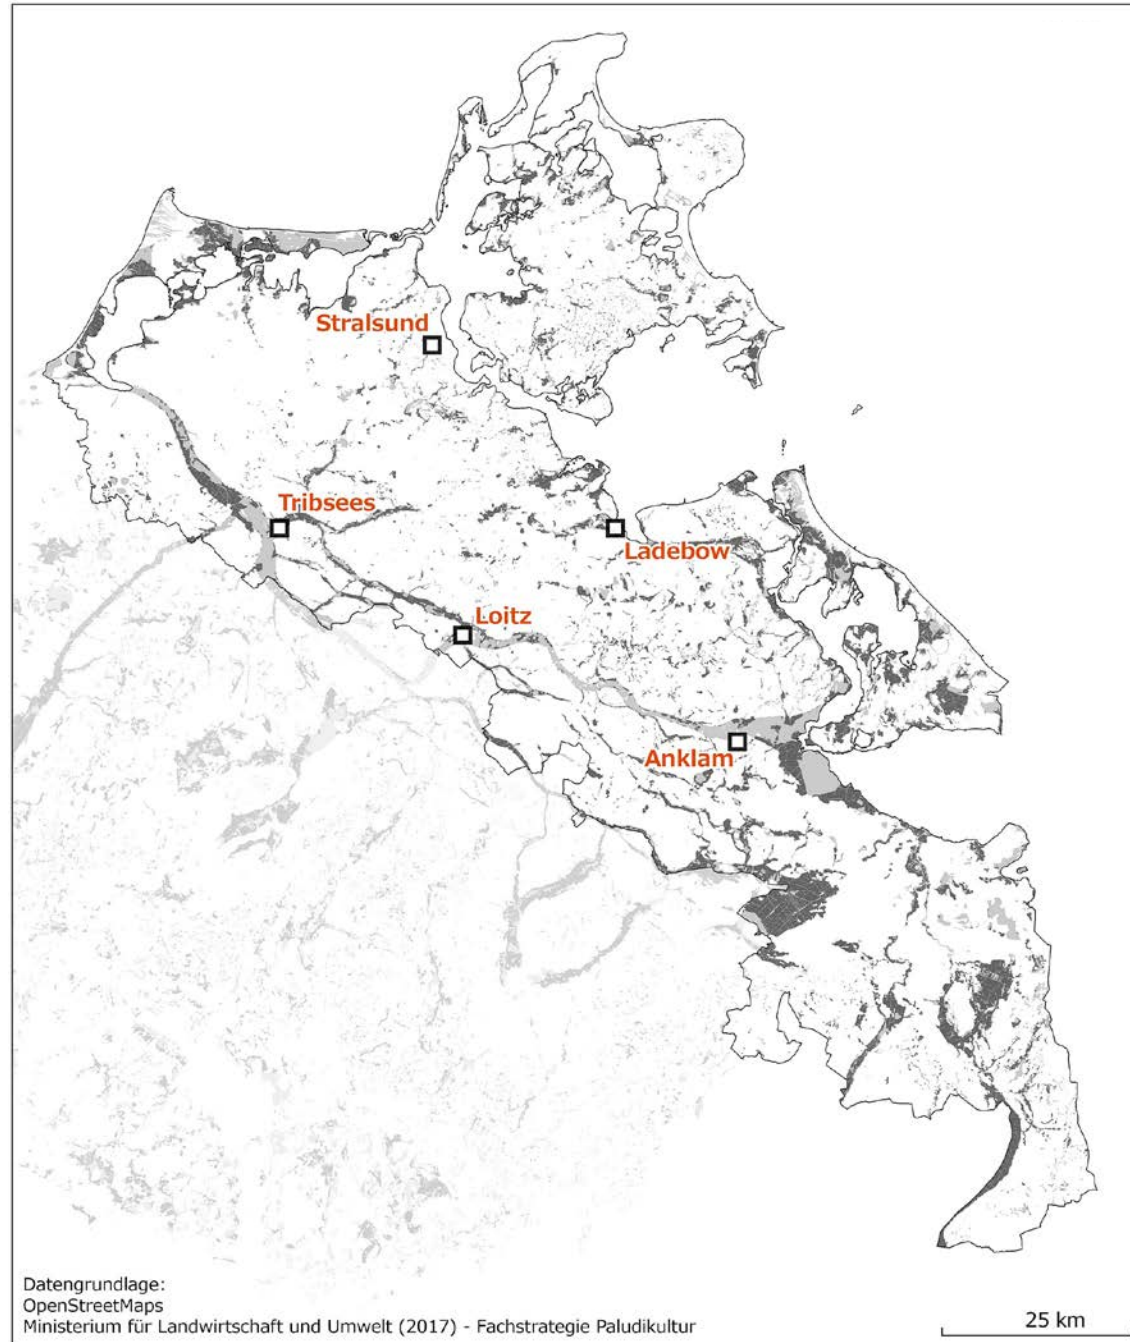 Stralsund
Tribsees
Ladebow
Loitz
Anklam
Datengrundlage:
OpenStreetMaps
Ministerium für Landwirtschaft und Umwelt (2017) - Fachstrategie Paludikultur
25 km